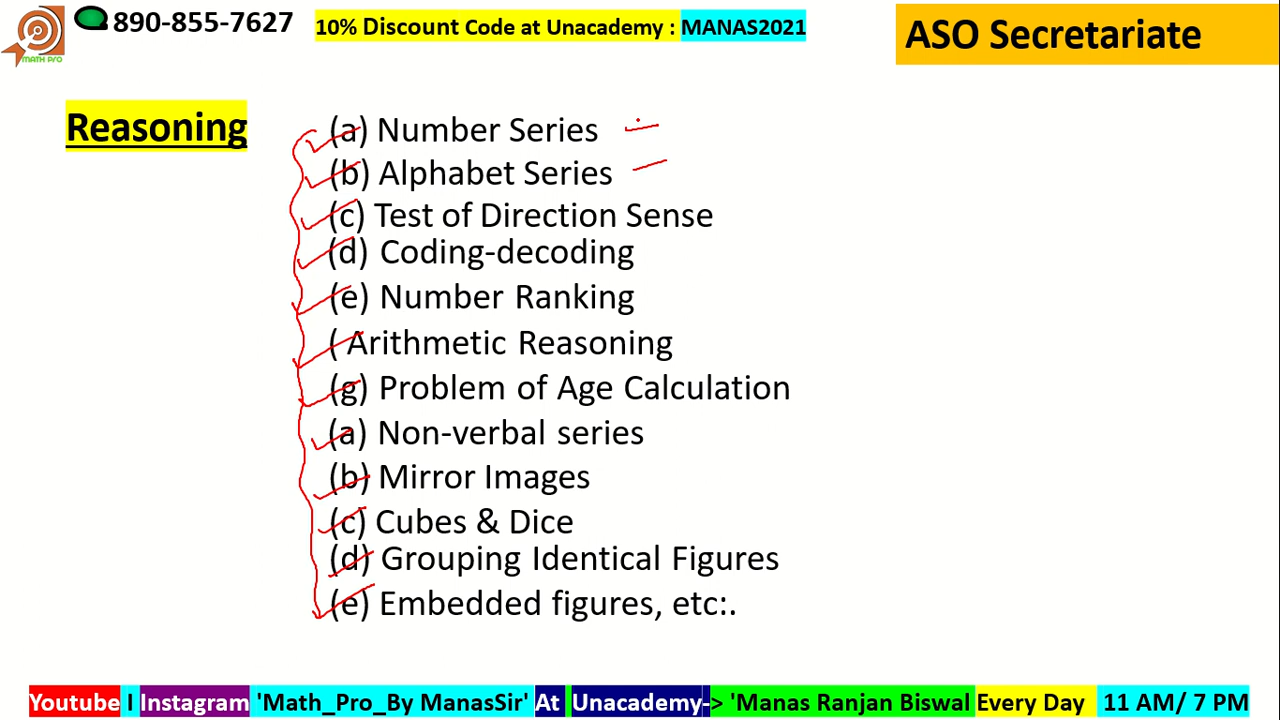 890-855-7627
10% Discount Code at Unacademy : MANAS2021
ASO Secretariate
MATH PRO
Reasoning
(a) Number Series
(b) Alphabet Series
(c) Test of Direction Sense
(d) Coding-decoding
(e) Number Ranking
( Arithmetic Reasoning
(g) Problem of Age Calculation
(a) Non-verbal series
(b) Mirror Images
(c) Cubes & Dice
(d) Grouping Identical Figures
(e) Embedded figures, etc:.
Youtube I Instagram 'Math_Pro_By ManasSir' At Unacademy-> 'Manas Ranjan Biswal Every Day 11 AM/ 7 PM